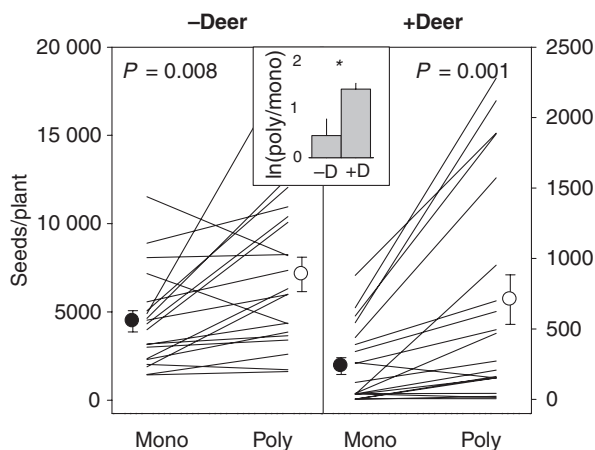 –Deer
+Deer
20 000
15 000
10 000
5000
0
Seeds/plant
P = 0.008
P = 0.001
2
1
0
ln(poly/mono)
*
–D +D
2500
2000
1500
1000
500
0
Mono Poly Mono Poly